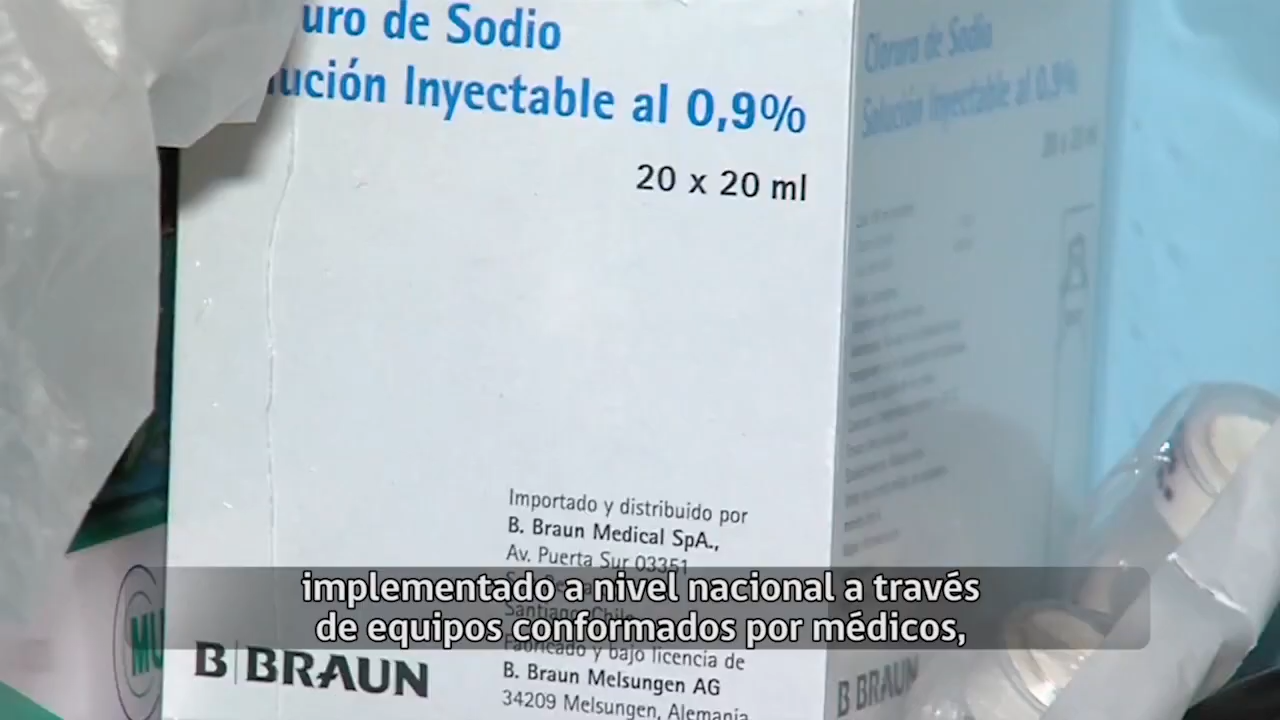 uro de Sodio
ución Inyectable al 0,9%
20 x 20 ml
Cloruro de Sodio
Solución Inyectable al 0,9%
Importado y distribuido por
B. Braun Medical SpA.,
Av. Puerta Sur 03351
Santiago Chile
implementado a nivel nacional a través
de equipos conformados por médicos,
Fabricado y bajo licencia de
B. Braun Melsungen AG
34209 Melsungen, Alemania
B BRAUN
B BRAUN
MU